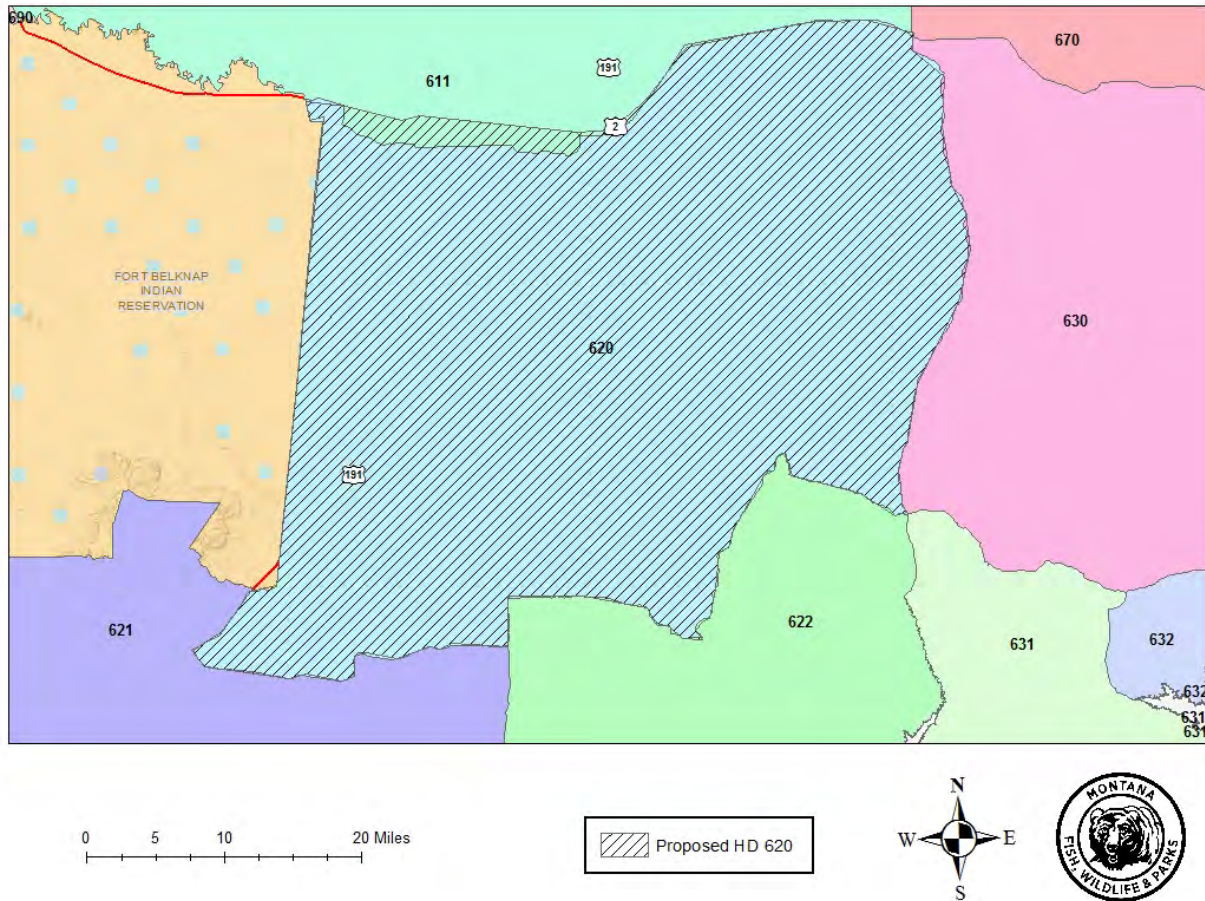 690
670
191
611
2
FORT BELKNAP
INDIAN
RESERVATION
630
620
191
621
622
631
632
632
631
631
0 5 10 20 Miles
Proposed HD 620
N
W E
S
MONTANA
FISH, WILDLIFE & PARKS